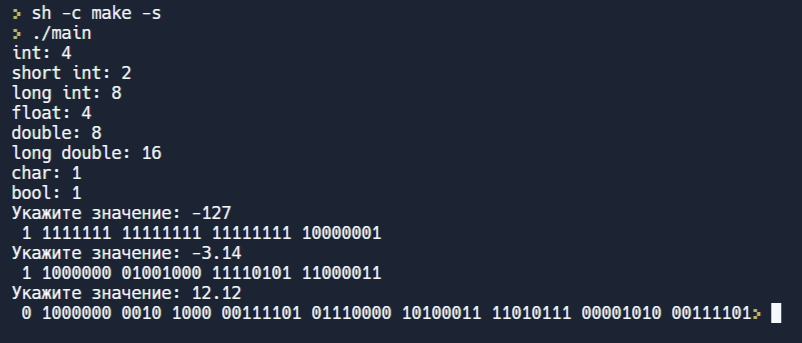 > sh -c make -s
> ./main
int: 4
short int: 2
long int: 8
float: 4
double: 8
long double: 16
char: 1
bool: 1
Укажите значение: -127
1 1111111 11111111 11111111 10000001
Укажите значение: -3.14
1 1000000 01001000 11110101 11000011
Укажите значение: 12.12
0 1000000 0010 1000 00111101 01110000 10100011 11010111 00001010 00111101>